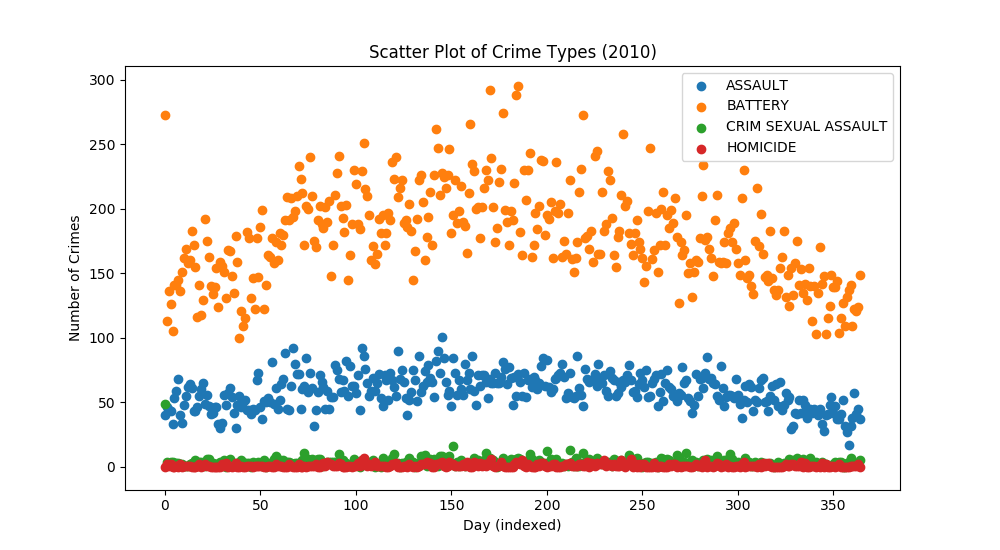 Scatter Plot of Crime Types (2010)
ASSAULT
BATTERY
CRIM SEXUAL ASSAULT
HOMICIDE
Number of Crimes
300
250
200
150
100
50
0
0 50 100 150 200 250 300 350
Day (indexed)